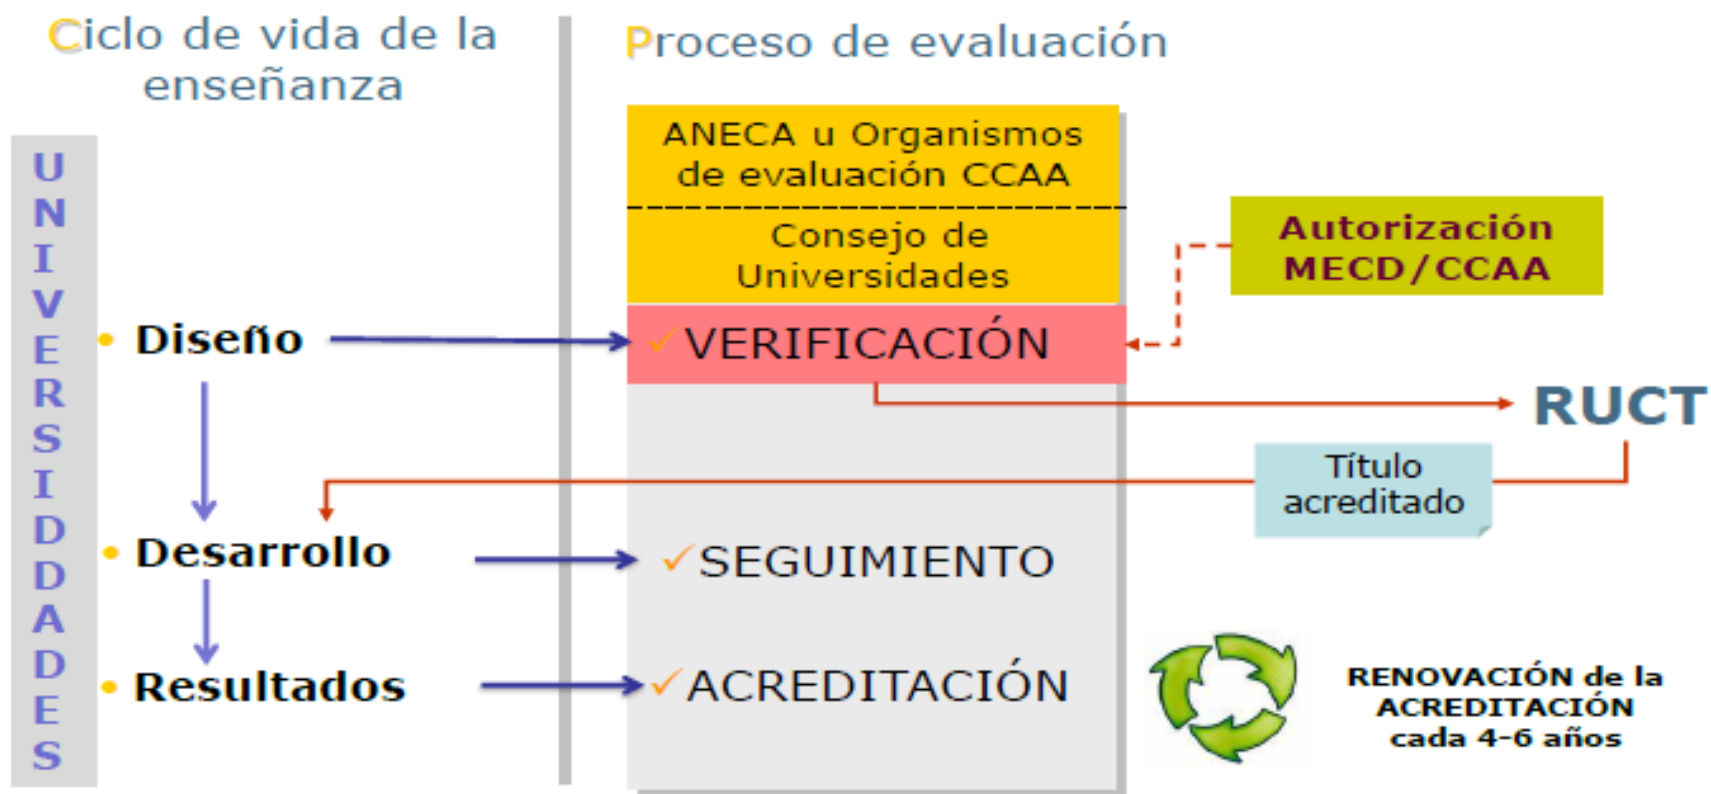 Ciclo de vida de la
enseñanza
Proceso de evaluación
UNIVERSIDDADES
ANECA u Organismos
de evaluación CCAA
Consejo de
Universidades
Autorización
MECD/CCAA
• Diseño
✓VERIFICACIÓN
RUCT
Título
acreditado
• Desarrollo
✓SEGUIMIENTO
• Resultados
✓ACREDITACIÓN
RENOVACIÓN de la
ACREDITACIÓN
cada 4-6 años